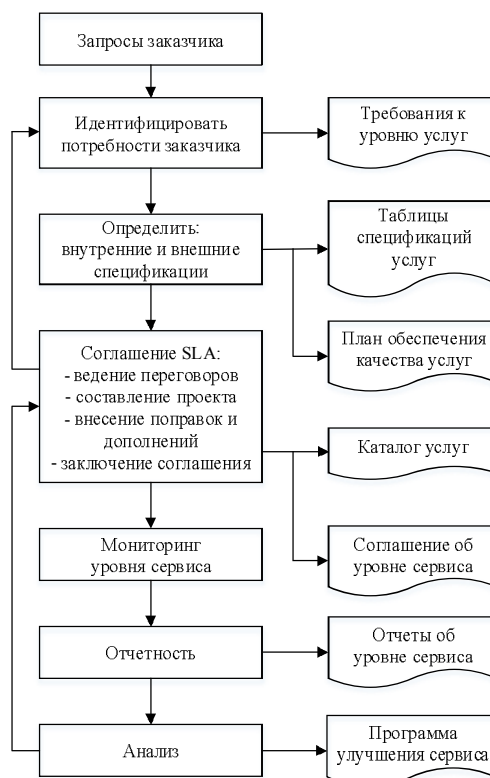 Запросы заказчика
Идентифицировать
потребности заказчика
Требования к
уровню услуг
Определить:
внутренние и внешние
спецификации
Таблицы
спецификаций
услуг
План обеспечения
качества услуг
Соглашение SLA:
- ведение переговоров
- составление проекта
- внесение поправок и
дополнений
- заключение соглашения
Каталог услуг
Соглашение об
уровне сервиса
Мониторинг
уровня сервиса
Отчетность
Отчеты об
уровне сервиса
Анализ
Программа
улучшения сервиса